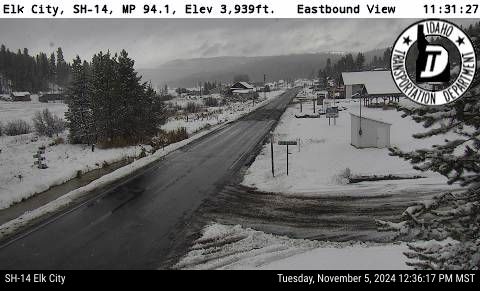 Elk City, SH-14, MP 94.1, Elev 3,939ft. Eastbound View 11:31:27
IDAHO
TRANSPORTATION DEPARTMENT
SH-14 Elk City Tuesday, November 5, 2024 12:36:17 PM MST